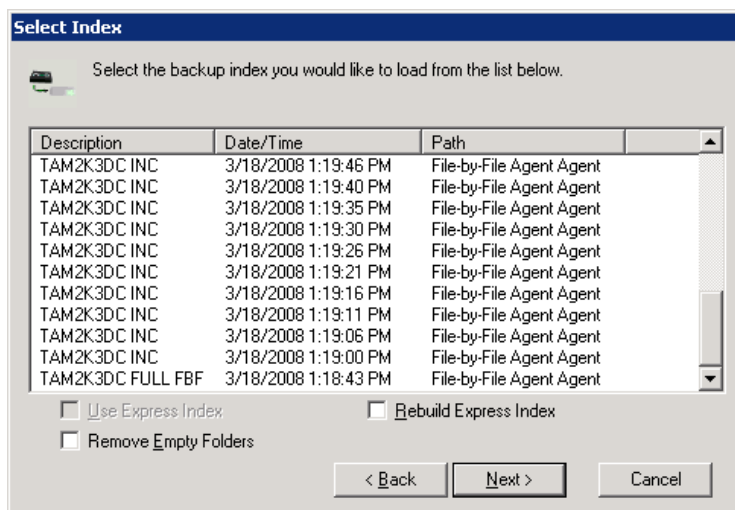 Select Index
Select the backup index you would like to load from the list below.
Description Date/Time Path
TAM2K3DC INC 3/18/2008 1:19:46 PM File-by-File Agent Agent
TAM2K3DC INC 3/18/2008 1:19:40 PM File-by-File Agent Agent
TAM2K3DC INC 3/18/2008 1:19:35 PM File-by-File Agent Agent
TAM2K3DC INC 3/18/2008 1:19:30 PM File-by-File Agent Agent
TAM2K3DC INC 3/18/2008 1:19:26 PM File-by-File Agent Agent
TAM2K3DC INC 3/18/2008 1:19:21 PM File-by-File Agent Agent
TAM2K3DC INC 3/18/2008 1:19:16 PM File-by-File Agent Agent
TAM2K3DC INC 3/18/2008 1:19:11 PM File-by-File Agent Agent
TAM2K3DC INC 3/18/2008 1:19:06 PM File-by-File Agent Agent
TAM2K3DC INC 3/18/2008 1:19:00 PM File-by-File Agent Agent
TAM2K3DC FULL FBF 3/18/2008 1:18:43 PM File-by-File Agent Agent
Use Express Index Rebuild Express Index
Remove Empty Folders
< Back Next > Cancel